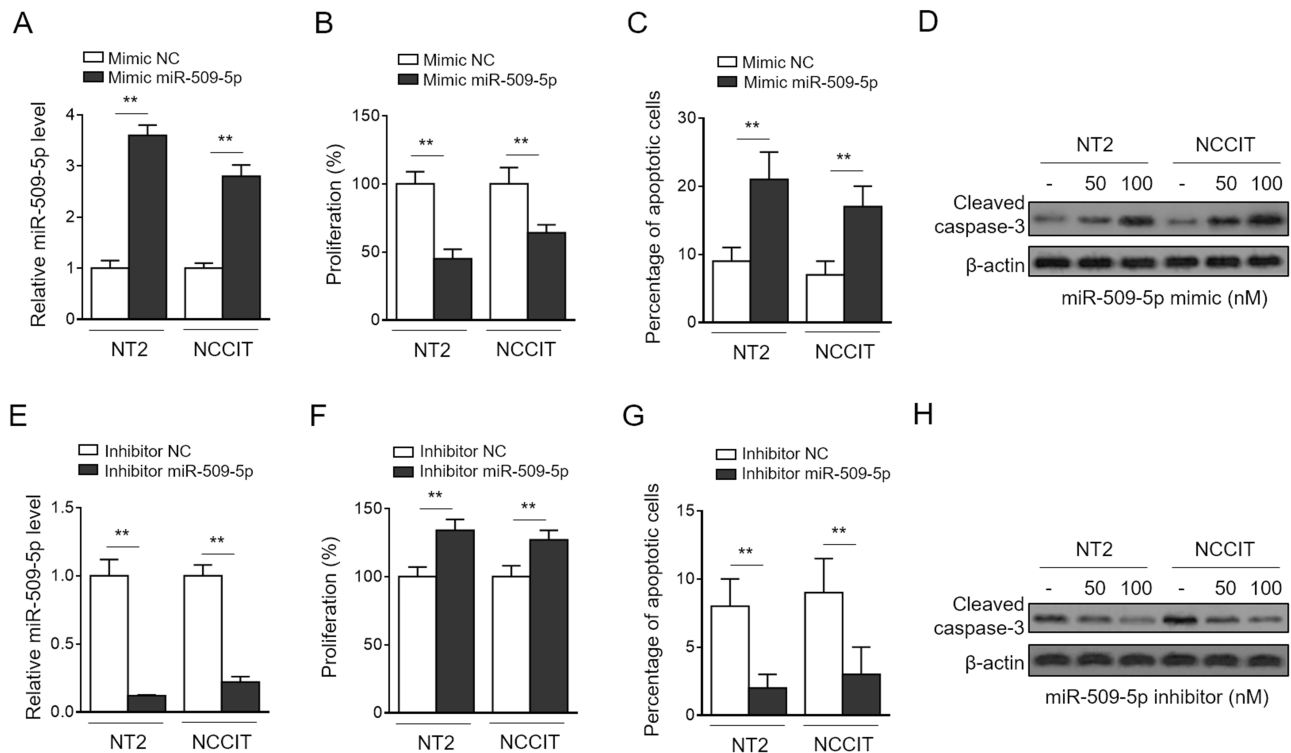 A
Mimic NC
Mimic miR-509-5p
Relative miR-509-5p level
4
3
2
1
0
**
**
NT2
NCCIT
B
Mimic NC
Mimic miR-509-5p
Proliferation (%)
150
100
50
0
**
**
NT2
NCCIT
C
Mimic NC
Mimic miR-509-5p
Percentage of apoptotic cells
30
20
10
0
**
**
NT2
NCCIT
D
NT2 NCCIT
- 50 100 - 50 100
Cleaved
caspase-3
β-actin
miR-509-5p mimic (nM)
E
Inhibitor NC
Inhibitor miR-509-5p
Relative miR-509-5p level
1.5
1.0
0.5
0.0
**
**
NT2
NCCIT
F
Inhibitor NC
Inhibitor miR-509-5p
Proliferation (%)
150
100
50
0
**
**
NT2
NCCIT
G
Inhibitor NC
Inhibitor miR-509-5p
Percentage of apoptotic cells
15
10
5
0
**
**
NT2
NCCIT
H
NT2 NCCIT
- 50 100 - 50 100
Cleaved
caspase-3
β-actin
miR-509-5p inhibitor (nM)